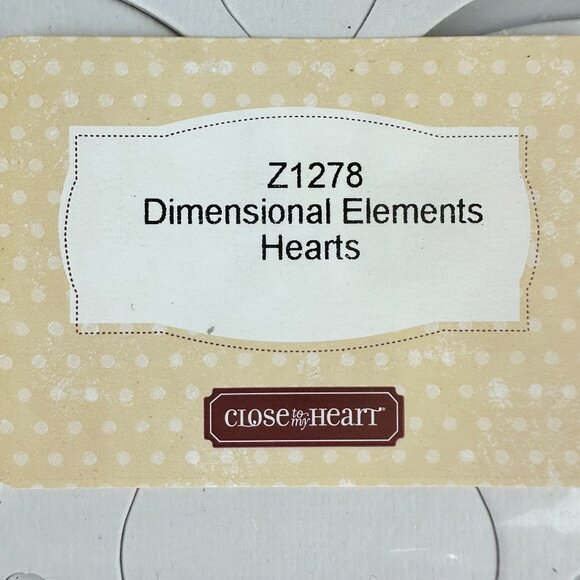 Z1278
Dimensional Elements
Hearts
CLOSE to my HEART®